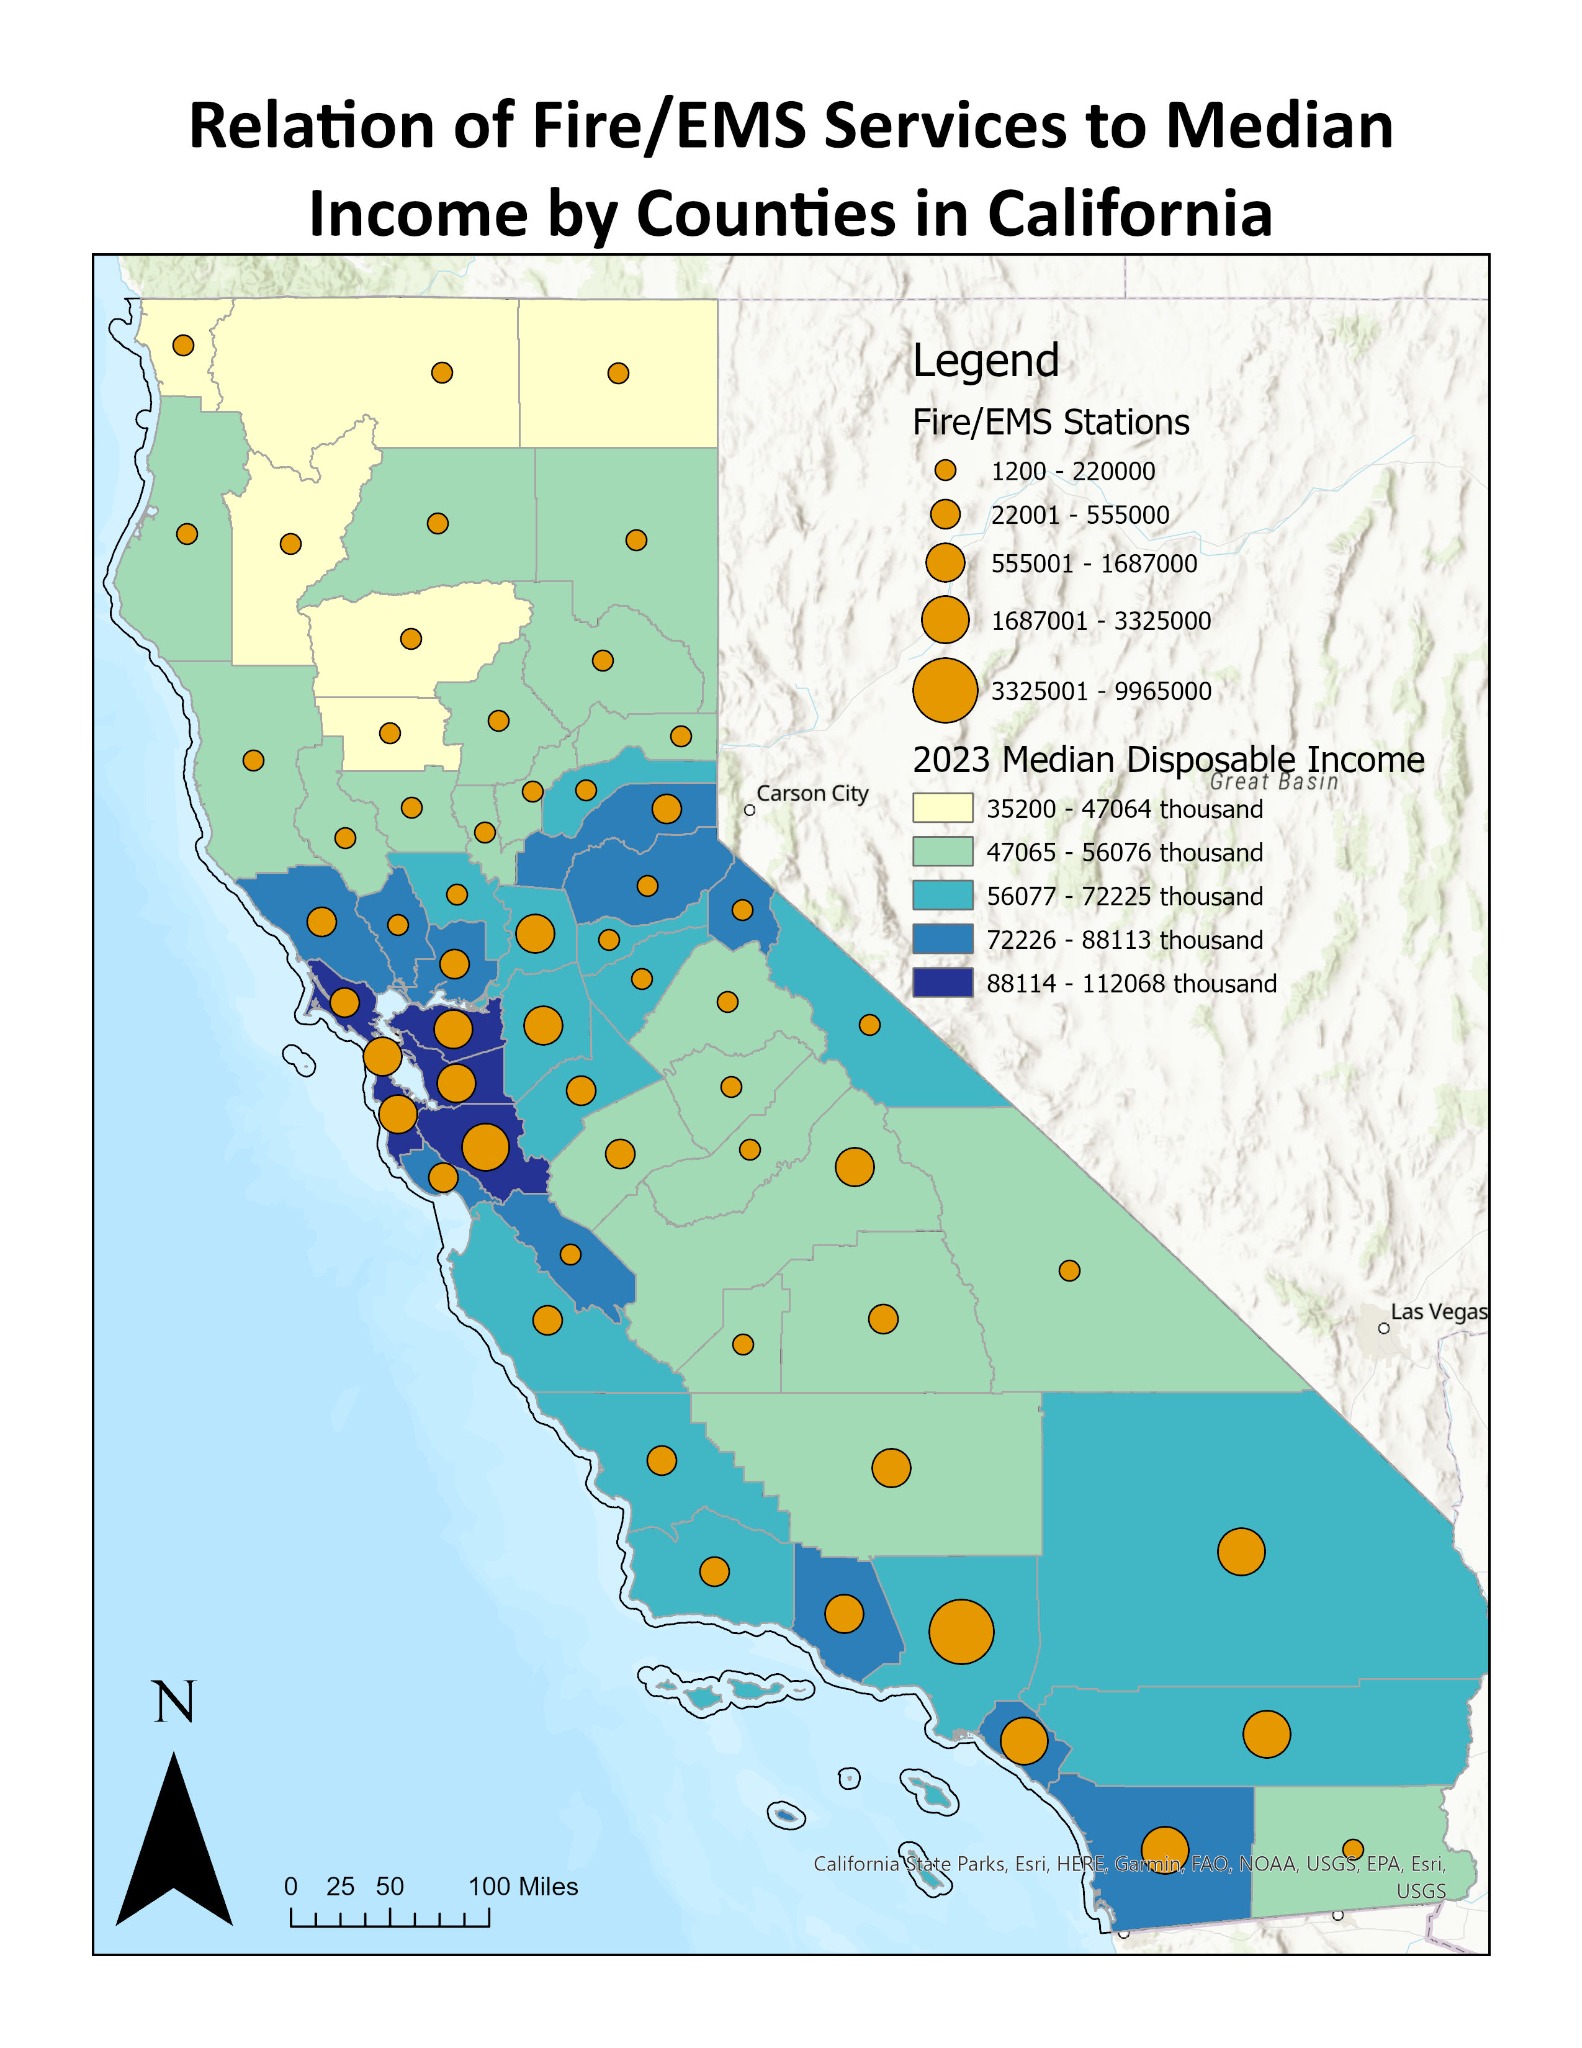 Relation of Fire/EMS Services to Median
Income by Counties in California
Legend
Fire/EMS Stations
1200 - 220000
22001 - 555000
555001 - 1687000
1687001 - 3325000
3325001 - 9965000
2023 Median Disposable Income
Great Basin
35200 - 47064 thousand
47065 - 56076 thousand
56077 - 72225 thousand
72226 - 88113 thousand
88114 - 112068 thousand
Carson City
Las Vegas
N
0 25 50 100 Miles
California State Parks, Esri, HERE, Garmin, FAO, NOAA, USGS, EPA, Esri,
USGS